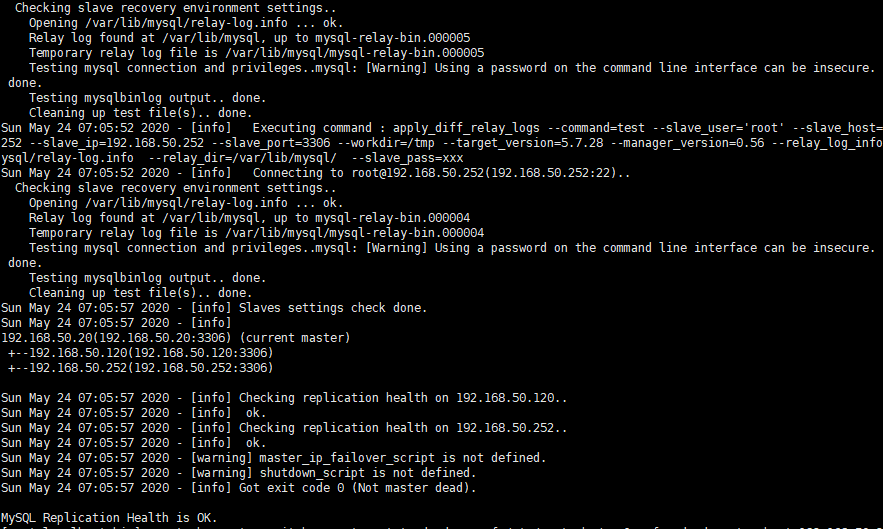 Checking slave recovery environment settings..
Opening /var/lib/mysql/relay-log.info ... ok.
Relay log found at /var/lib/mysql, up to mysql-relay-bin.000005
Temporary relay log file is /var/lib/mysql/mysql-relay-bin.000005
Testing mysql connection and privileges..mysql: [Warning] Using a password on the command line interface can be insecure.
done.
Testing mysqlbinlog output.. done.
Cleaning up test file(s).. done.
Sun May 24 07:05:52 2020 - [info]   Executing command : apply_diff_relay_logs --command=test --slave_user='root' --slave_host=
252 --slave_ip=192.168.50.252 --slave_port=3306 --workdir=/tmp --target_version=5.7.28 --manager_version=0.56 --relay_log_info
ysql/relay-log.info  --relay_dir=/var/lib/mysql/  --slave_pass=xxx
Sun May 24 07:05:52 2020 - [info]   Connecting to root@192.168.50.252(192.168.50.252:22)..
Checking slave recovery environment settings..
Opening /var/lib/mysql/relay-log.info ... ok.
Relay log found at /var/lib/mysql, up to mysql-relay-bin.000004
Temporary relay log file is /var/lib/mysql/mysql-relay-bin.000004
Testing mysql connection and privileges..mysql: [Warning] Using a password on the command line interface can be insecure.
done.
Testing mysqlbinlog output.. done.
Cleaning up test file(s).. done.
Sun May 24 07:05:57 2020 - [info] Slaves settings check done.
Sun May 24 07:05:57 2020 - [info]
192.168.50.20(192.168.50.20:3306) (current master)
+--192.168.50.120(192.168.50.120:3306)
+--192.168.50.252(192.168.50.252:3306)
Sun May 24 07:05:57 2020 - [info] Checking replication health on 192.168.50.120..
Sun May 24 07:05:57 2020 - [info]  ok.
Sun May 24 07:05:57 2020 - [info] Checking replication health on 192.168.50.252..
Sun May 24 07:05:57 2020 - [info]  ok.
Sun May 24 07:05:57 2020 - [warning] master_ip_failover_script is not defined.
Sun May 24 07:05:57 2020 - [warning] shutdown_script is not defined.
Sun May 24 07:05:57 2020 - [info] Got exit code 0 (Not master dead).
MySQL Replication Health is OK.